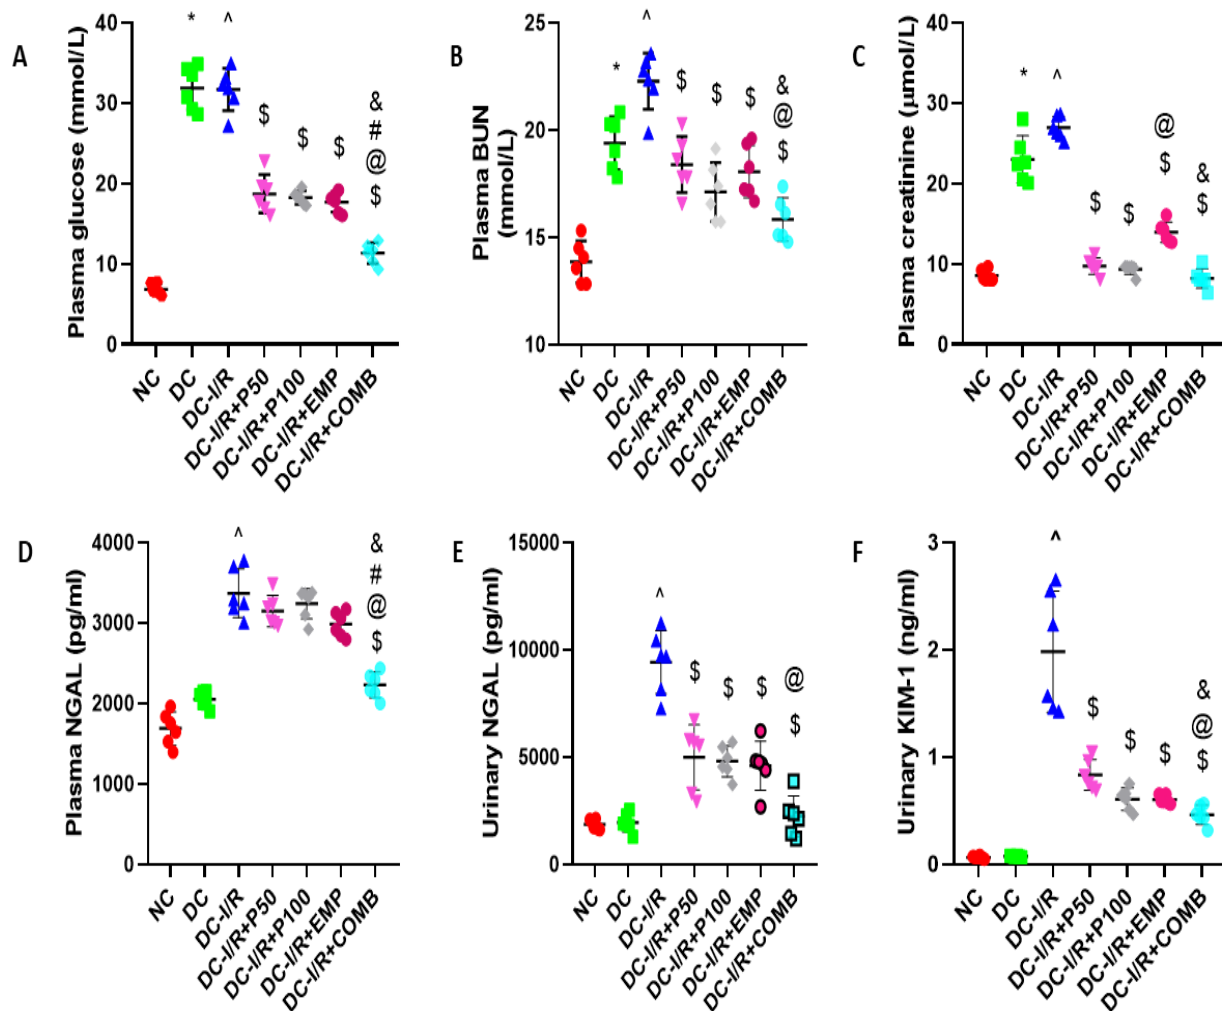 A
Plasma glucose (mmol/L)
40
30
20
10
0
*
^
$
$
$
&
#
@
$
NC
DC
DC-I/R
DC-I/R+P50
DC-I/R+P100
DC-I/R+EMP
DC-I/R+COMB
B
Plasma BUN
(mmol/L)
25
20
15
10
*
^
$
$
$
&
@
$
NC
DC
DC-I/R
DC-I/R+P50
DC-I/R+P100
DC-I/R+EMP
DC-I/R+COMB
C
Plasma creatinine (µmol/L)
40
30
20
10
0
*
^
$
$
@
$
&
$
NC
DC
DC-I/R
DC-I/R+P50
DC-I/R+P100
DC-I/R+EMP
DC-I/R+COMB
D
Plasma NGAL (pg/ml)
4000
3000
2000
1000
0
^
&
#
@
$
NC
DC
DC-I/R
DC-I/R+P50
DC-I/R+P100
DC-I/R+EMP
DC-I/R+COMB
E
Urinary NGAL (pg/ml)
15000
10000
5000
0
^
$
$
$
@
$
NC
DC
DC-I/R
DC-I/R+P50
DC-I/R+P100
DC-I/R+EMP
DC-I/R+COMB
F
Urinary KIM-1 (ng/ml)
3
2
1
0
^
$
$
$
&
@
$
NC
DC
DC-I/R
DC-I/R+P50
DC-I/R+P100
DC-I/R+EMP
DC-I/R+COMB